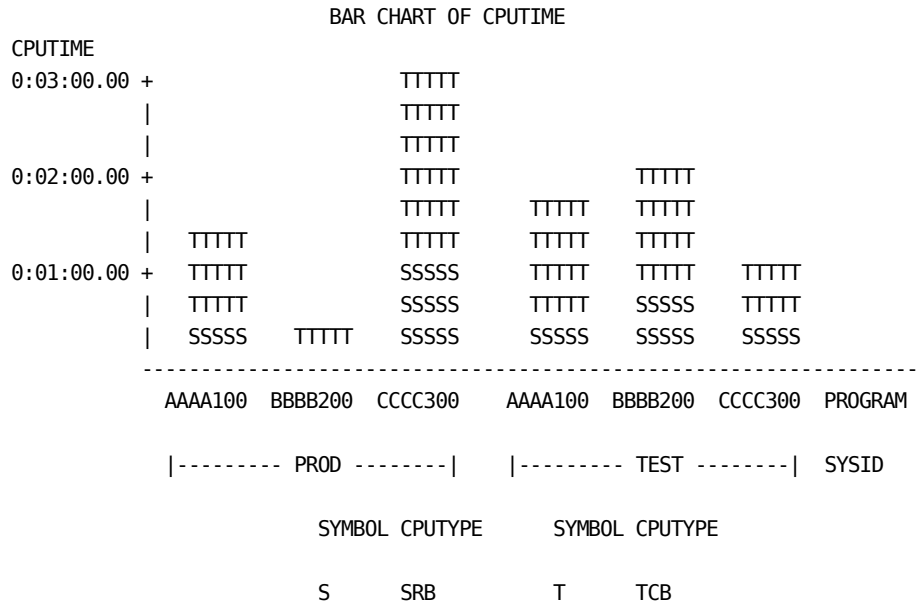 BAR CHART OF CPUTIME
CPUTIME
0:03:00.00 +                     TTTTT
           |                     TTTTT
           |                     TTTTT
0:02:00.00 +                     TTTTT               TTTTT
           |                     TTTTT      TTTTT    TTTTT
           |   TTTTT             TTTTT      TTTTT    TTTTT
0:01:00.00 +   TTTTT             SSSSS      TTTTT    TTTTT    TTTTT
           |   TTTTT             SSSSS      TTTTT    SSSSS    TTTTT
           |   SSSSS    TTTTT    SSSSS      SSSSS    SSSSS    SSSSS
           ------------------------------------------------------------------
             AAAA100  BBBB200  CCCC300    AAAA100  BBBB200  CCCC300  PROGRAM
             |--------- PROD --------|    |--------- TEST --------|  SYSID
                          SYMBOL CPUTYPE      SYMBOL CPUTYPE
                          S      SRB          T      TCB